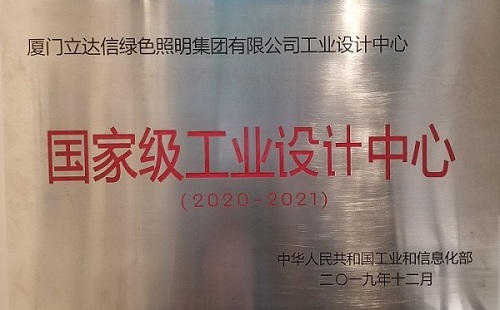 厦门立达信绿色照明集团有限公司工业设计中心
国家级工业设计中心
(2020-2021)
中华人民共和国工业和信息化部
二〇一九年十二月